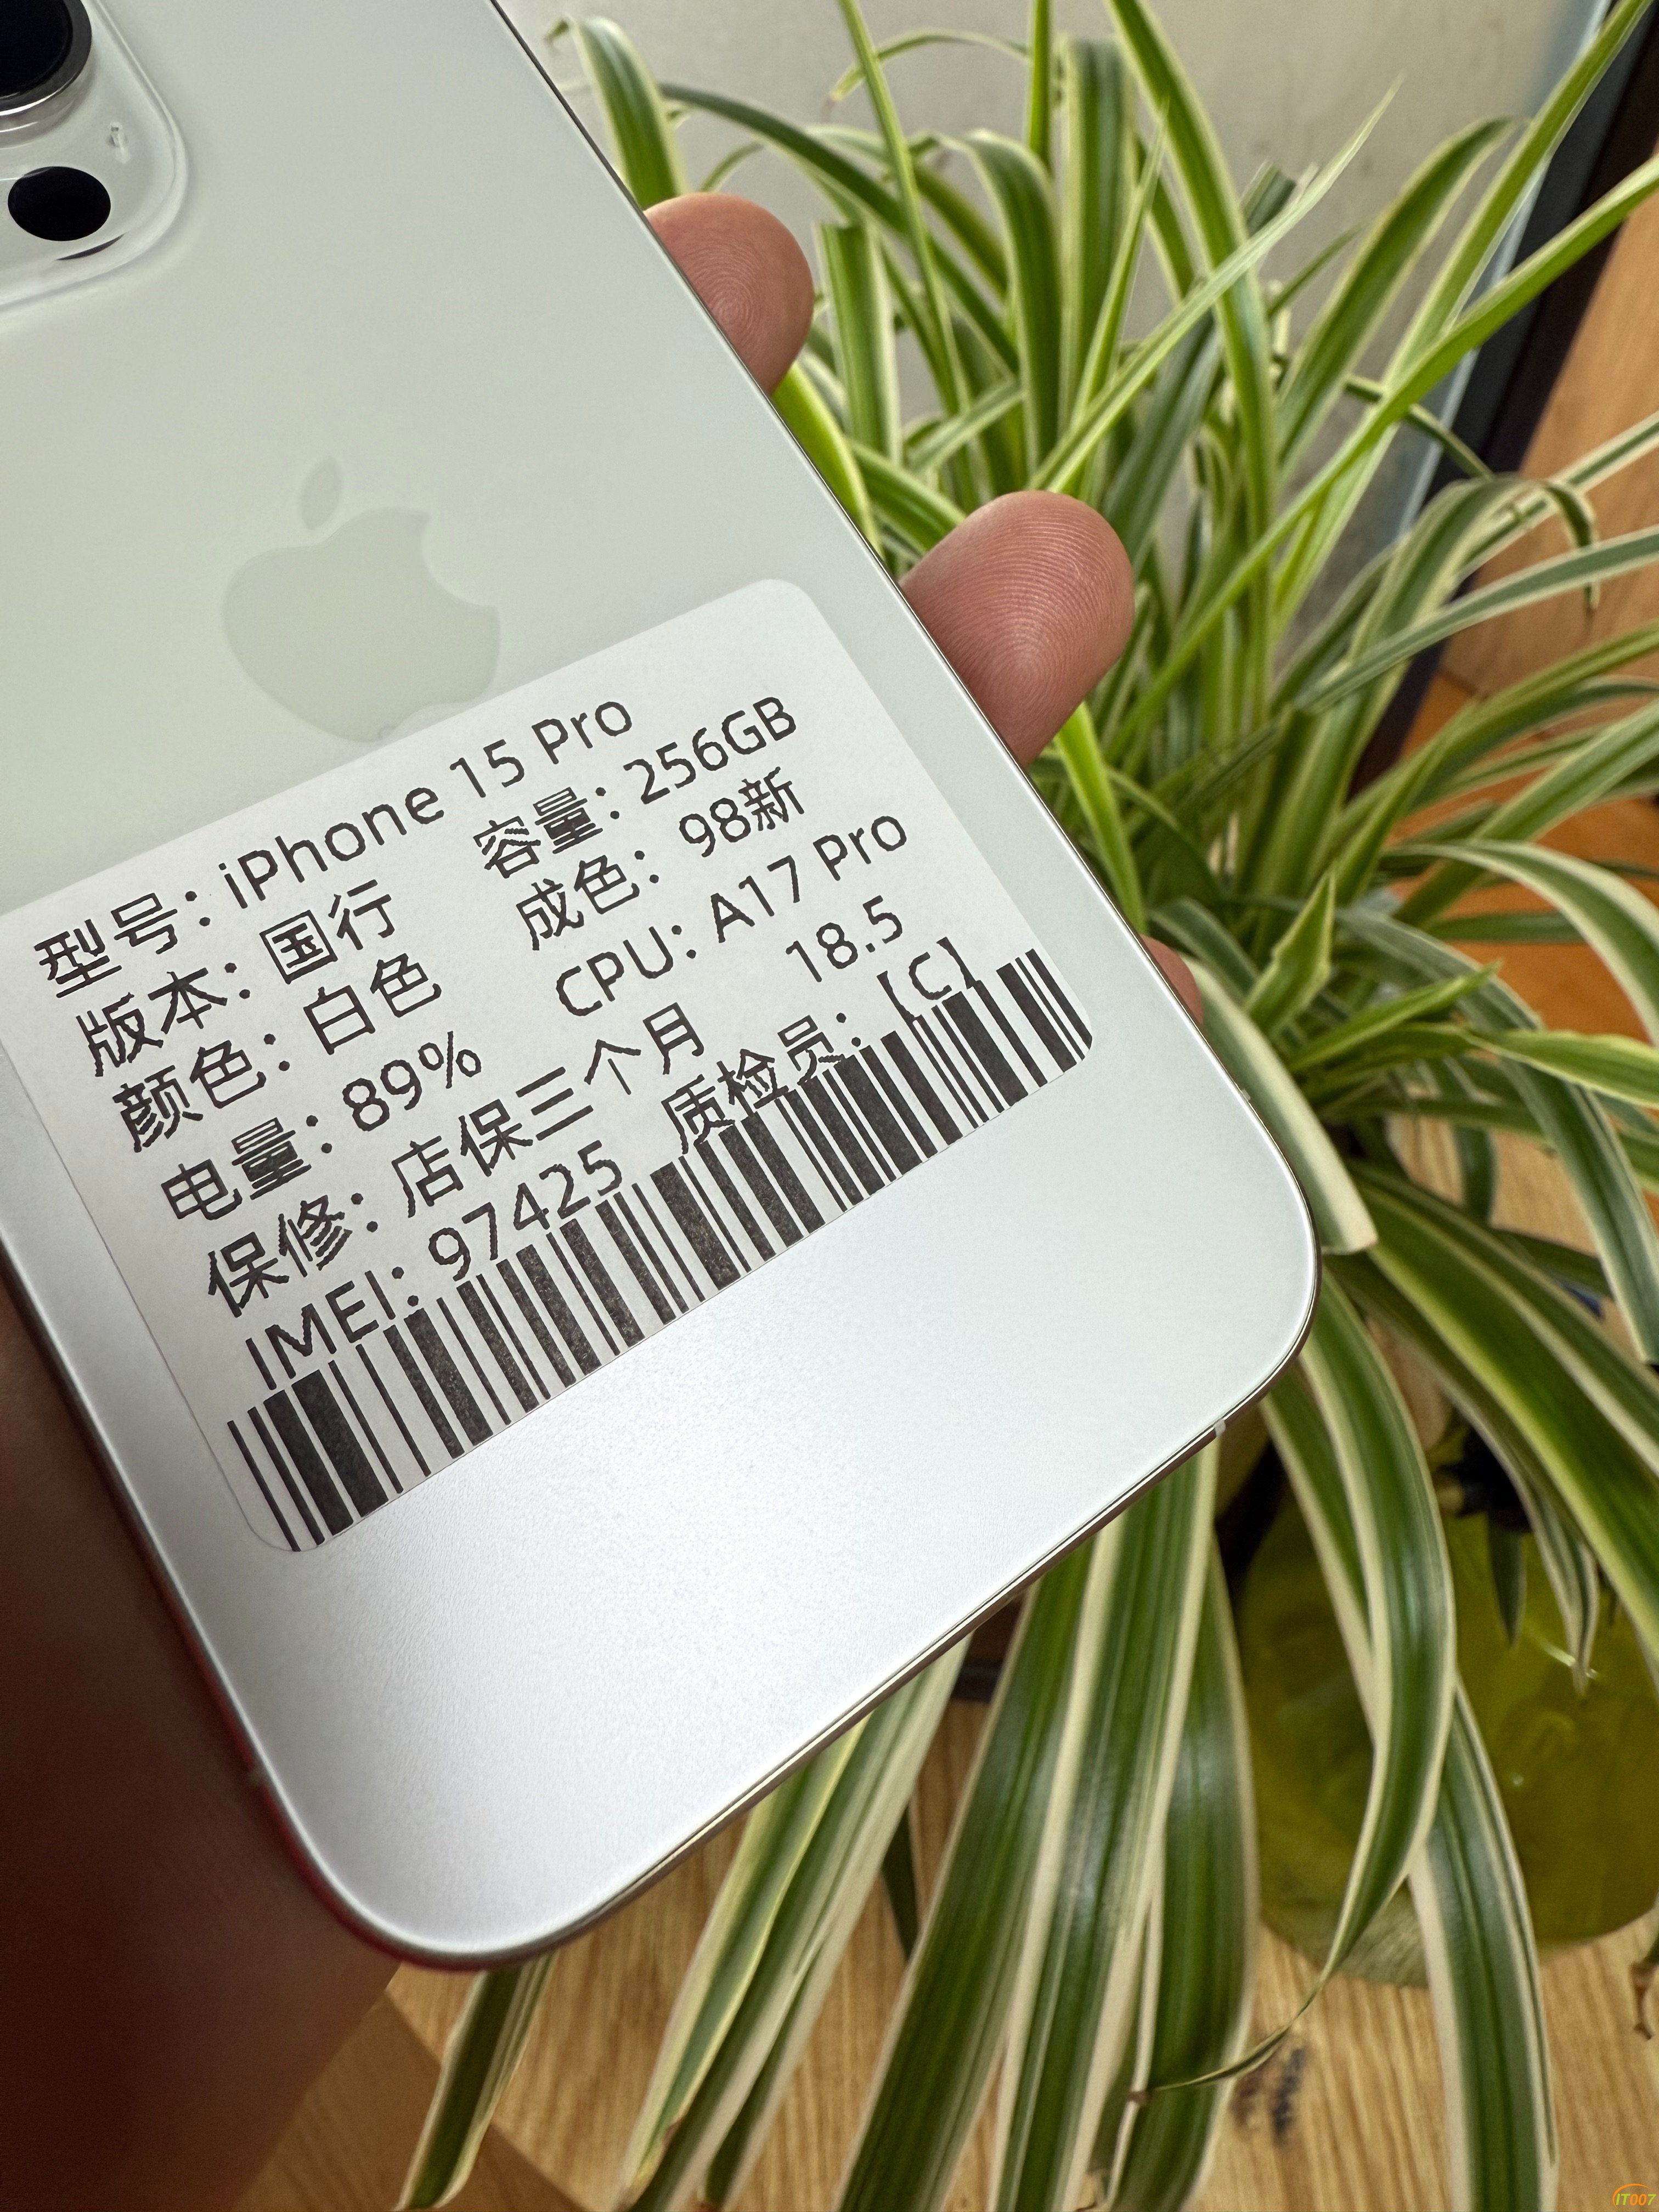 型号：iPhone 15 Pro
版本：国行 容量：256GB
颜色：白色 成色：98新
电量：89% CPU：A17 Pro
保修：店保三个月 18.5
IMEI：97425 质检员：【C】
IT007